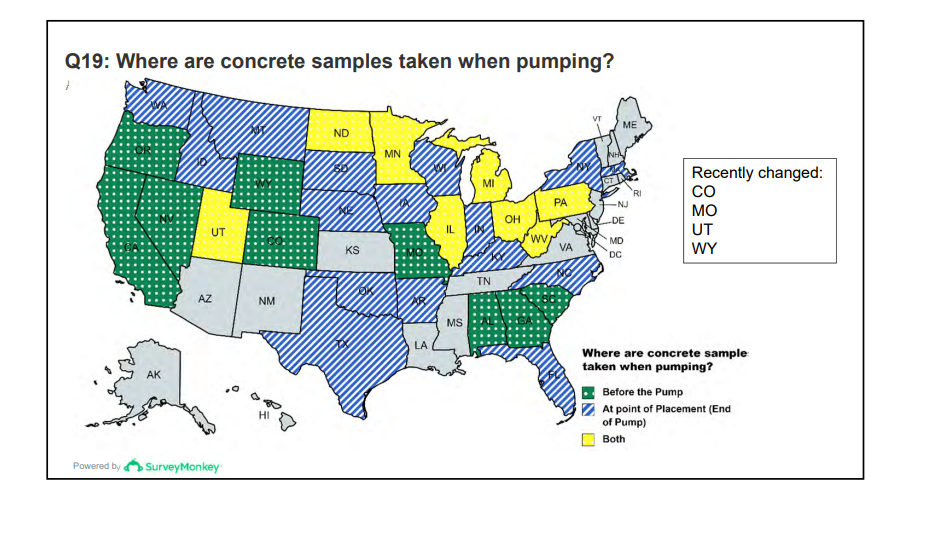 Q19: Where are concrete samples taken when pumping?
WA
MT
ND
MN
OR
ID
SD
WI
MI
NY
VT
ME
NH
MA
CT
RI
WY
NE
IA
PA
NJ
NV
UT
CO
IL
IN
OH
WV
DE
MD
DC
CA
KS
MO
KY
VA
AZ
NM
OK
AR
TN
NC
SC
TX
LA
MS
AL
GA
FL
AK
HI
Recently changed:
CO
MO
UT
WY
Where are concrete sample
taken when pumping?
Before the Pump
At point of Placement (End
of Pump)
Both
Powered by SurveyMonkey